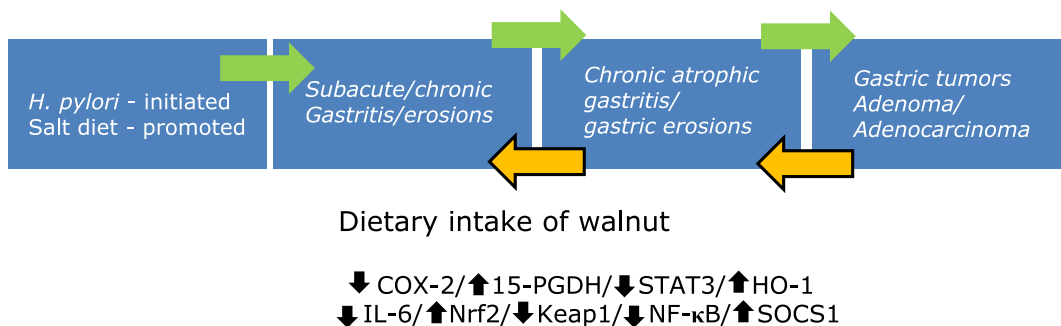 H. pylori - initiated
Salt diet - promoted
Subacute/chronic
Gastritis/erosions
Chronic atrophic
gastritis/
gastric erosions
Gastric tumors
Adenoma/
Adenocarcinoma
Dietary intake of walnut
🡇 COX-2/🡅15-PGDH/🡇STAT3/🡅HO-1
🡇IL-6/🡅Nrf2/🡇Keap1/🡇NF-κB/🡅SOCS1